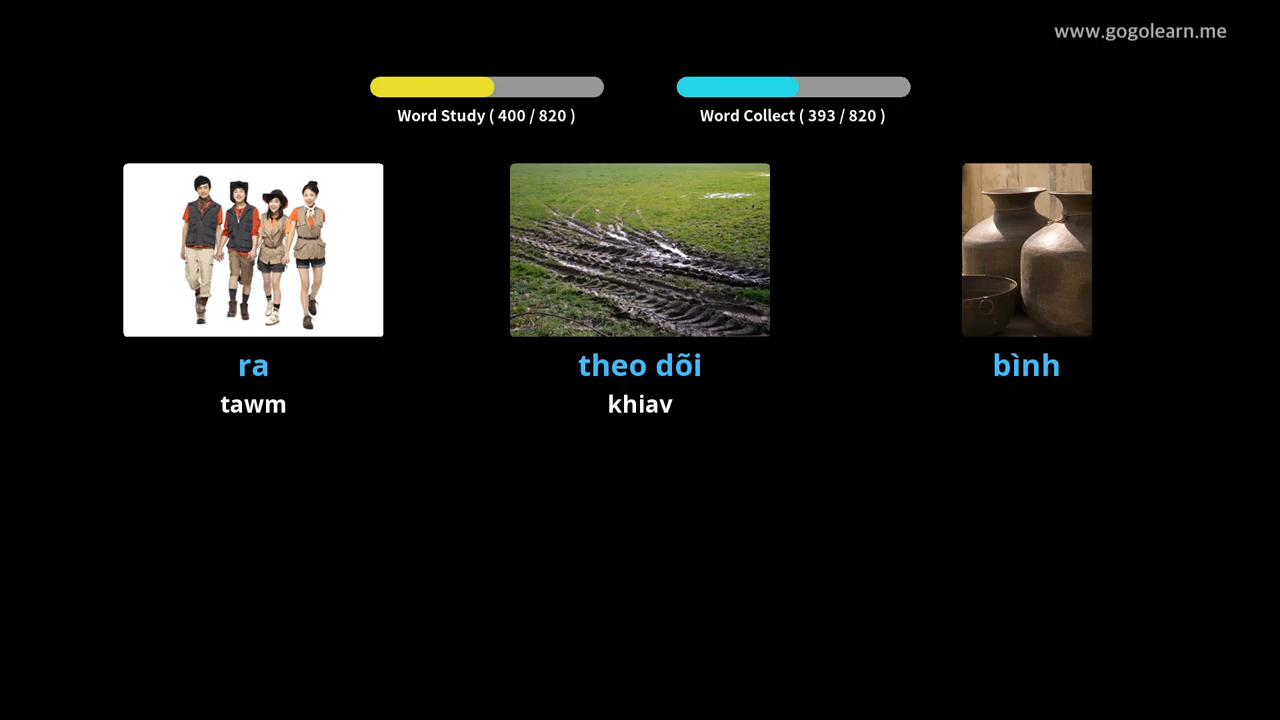 www.gogolearn.me
Word Study ( 400 / 820 )
Word Collect ( 393 / 820 )
ra
theo dõi
bình
tawm
khiav